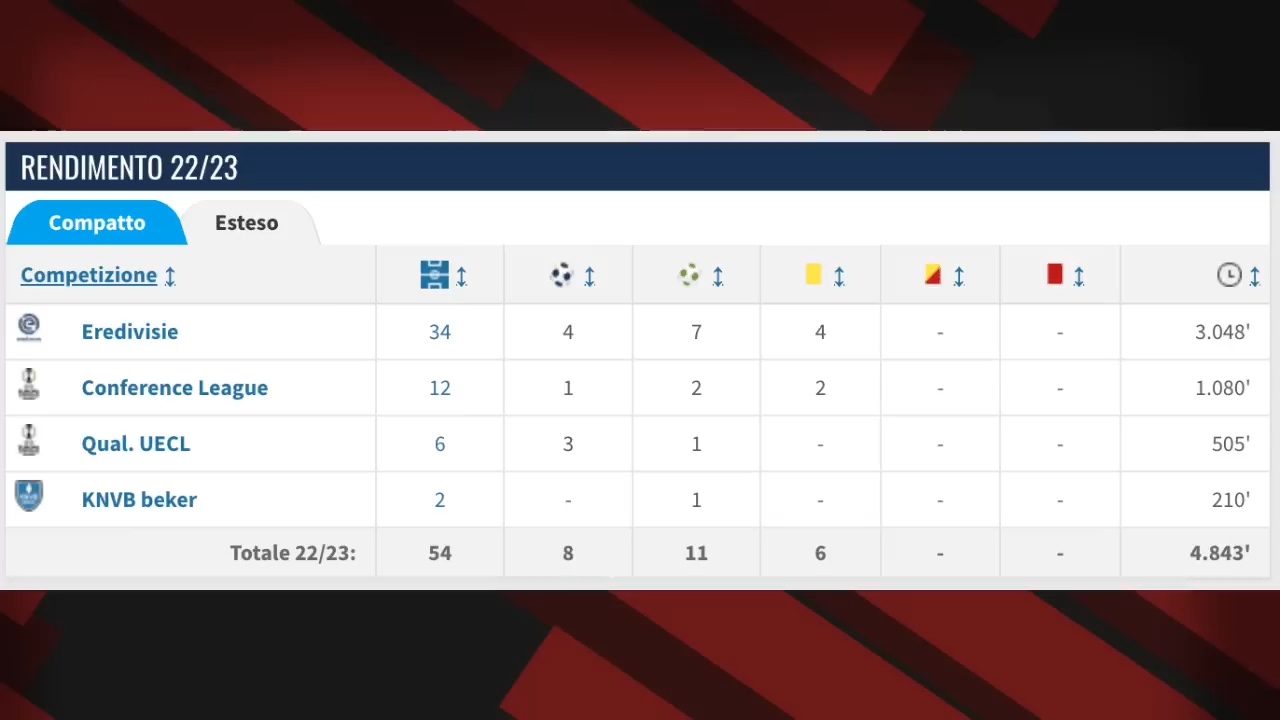 RENDIMENTO 22/23
Compatto Esteso
Competizione
Eredivisie 34 4 7 4 - - 3.048'
Conference League 12 1 2 2 - - 1.080'
Qual. UECL 6 3 1 - - - 505'
KNVB beker 2 - 1 - - - 210'
Totale 22/23: 54 8 11 6 - - 4.843'